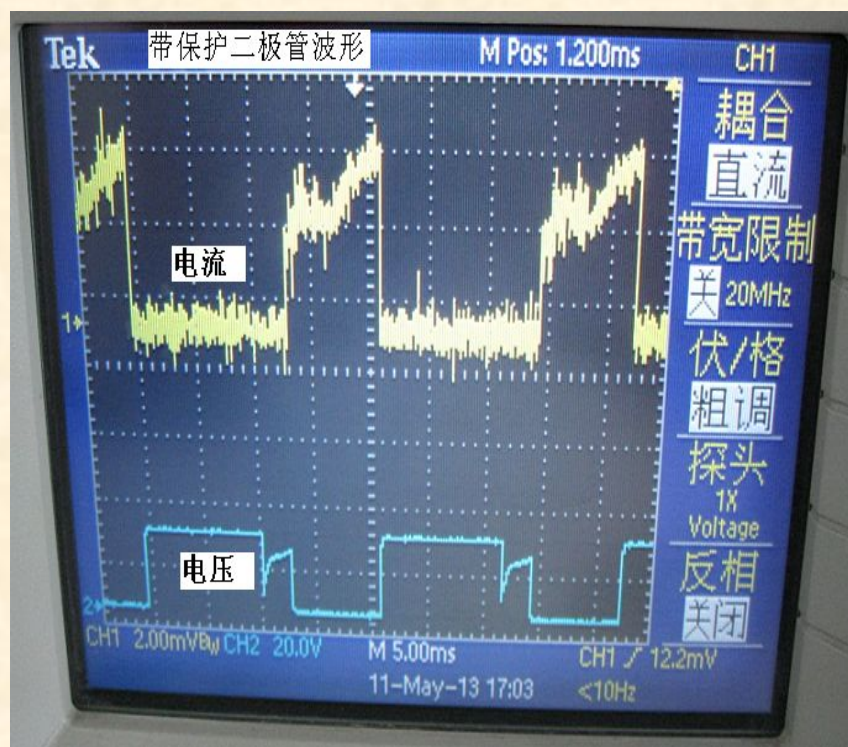 Tek 带保护二极管波形 M Pos: 1.200ms CH1
耦合
直流
带宽限制
关 20MHz
电流
1
伏/格
粗调
探头
1X
Voltage
电压
反相
关闭
2
CH1 2.00mVBW CH2 20.0V M 5.00ms CH1 / 12.2mV
11-May-13 17:03 <10Hz